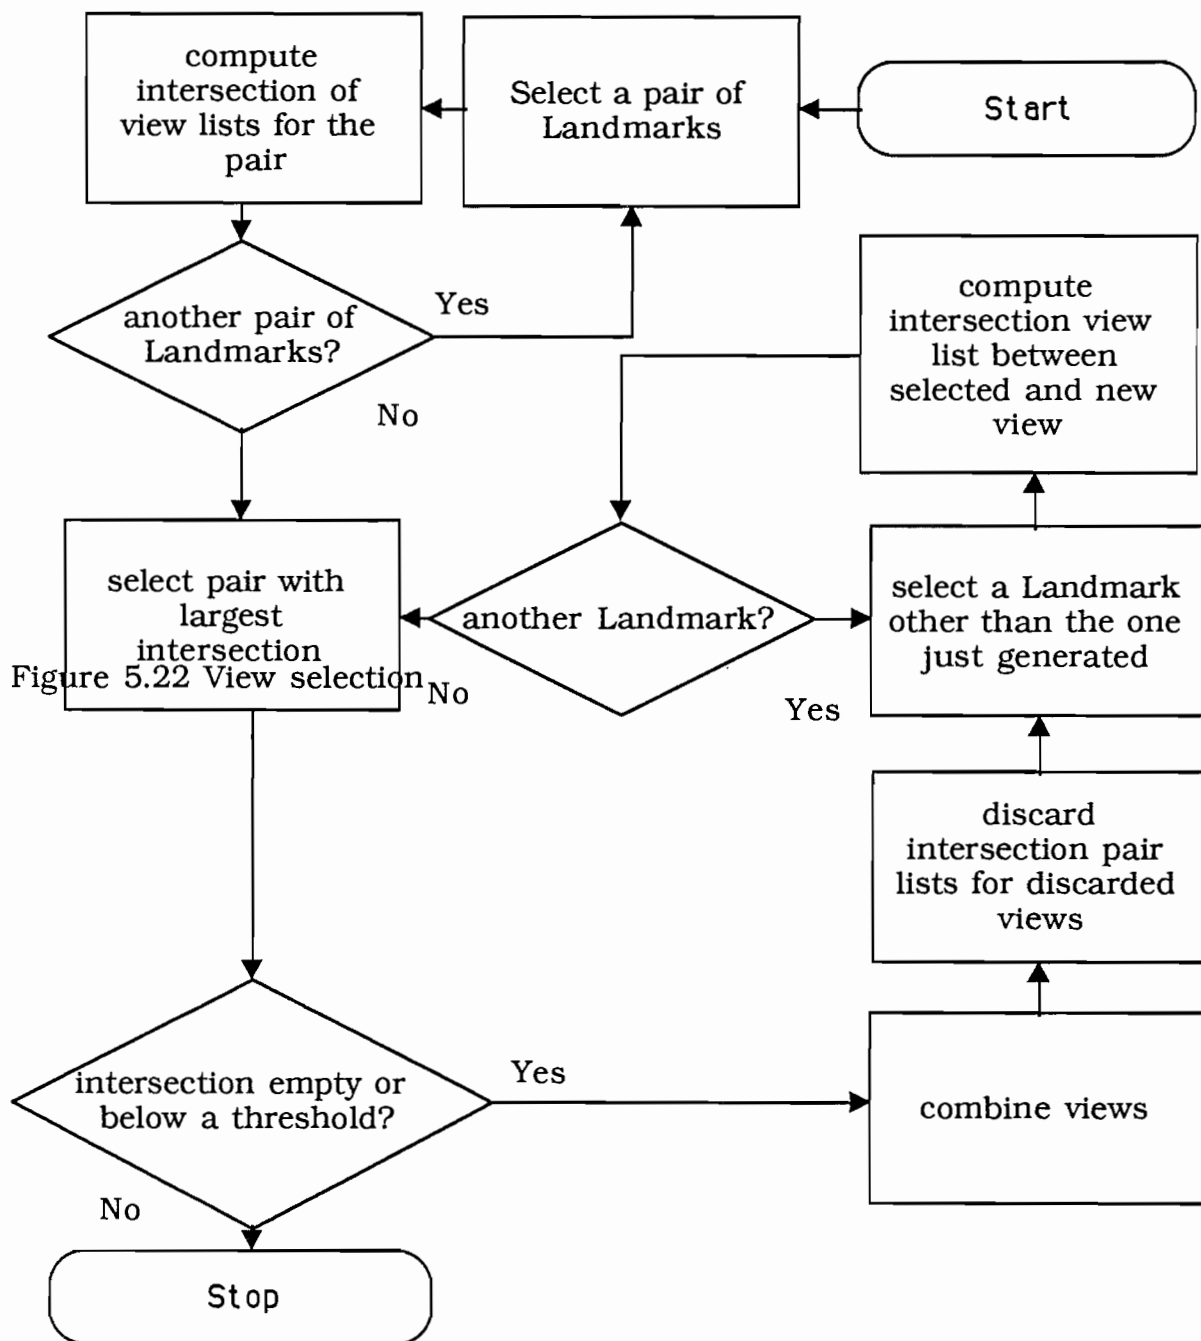 Start
Select a pair of
Landmarks
compute
intersection of
view lists for the
pair
another pair of
Landmarks?
Yes
No
select pair with
largest
intersection
Figure 5.22 View selection
intersection empty or
below a threshold?
Yes
No
Stop
combine views
discard
intersection pair
lists for discarded
views
select a Landmark
other than the one
just generated
compute
intersection view
list between
selected and new
view
another Landmark?
Yes
No